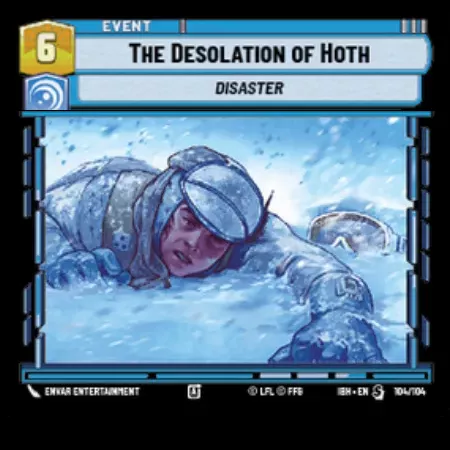 EVENT
6
THE DESOLATION OF HOTH
DISASTER
ENVAR ENTERTAINMENT
© LFL © FFG
IBH • EN
104/104